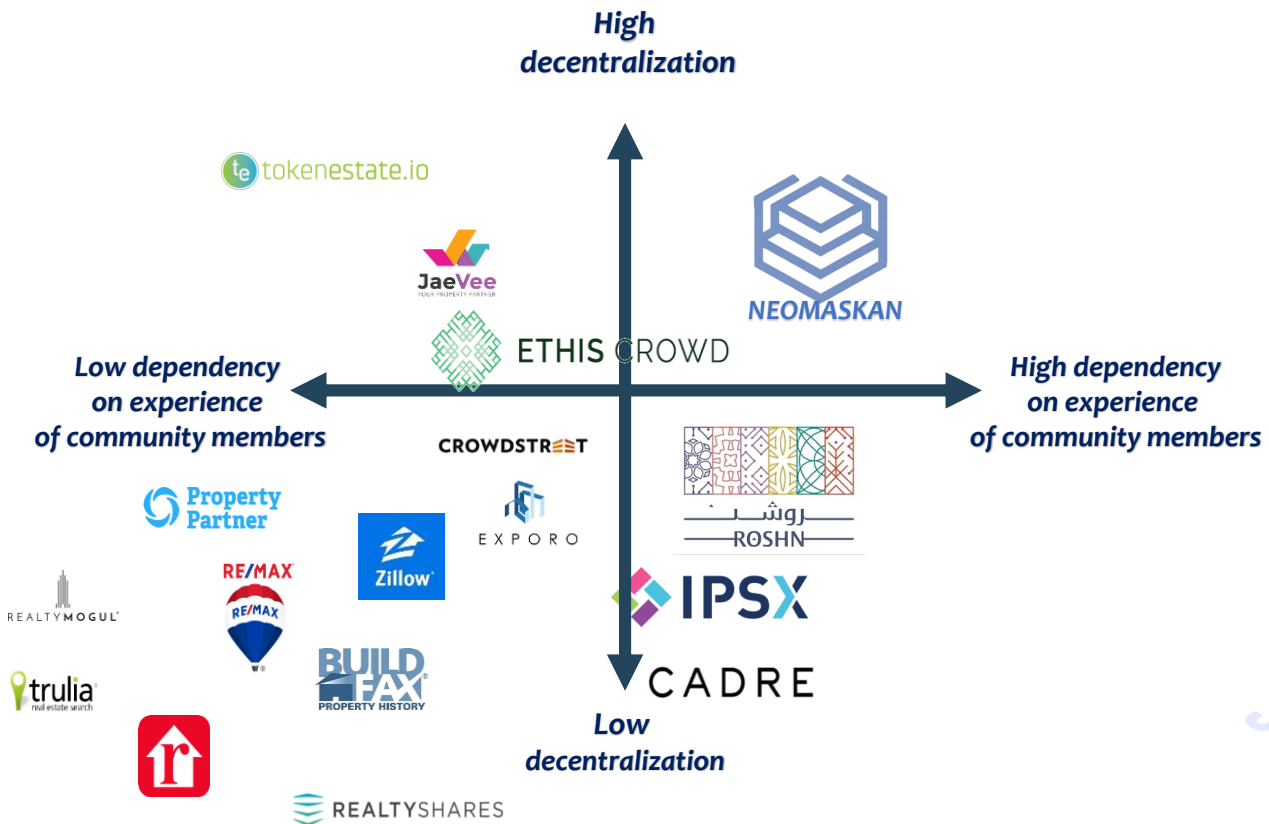 High
decentralization
te tokenestate.io
JaeVee
YOUR PROPERTY PARTNER
NEOMASKAN
ETHIS CROWD
Low dependency
on experience
of community members
High dependency
on experience
of community members
CROWDSTREET
Property
Partner
EXPORO
روشن
ROSHN
Zillow®
RE/MAX
RE/MAX
REALTYMOGUL®
IPSX
trulia®
real estate search
BUILD
FAX®
PROPERTY HISTORY
CADRE
r
Low
decentralization
REALTYSHARES